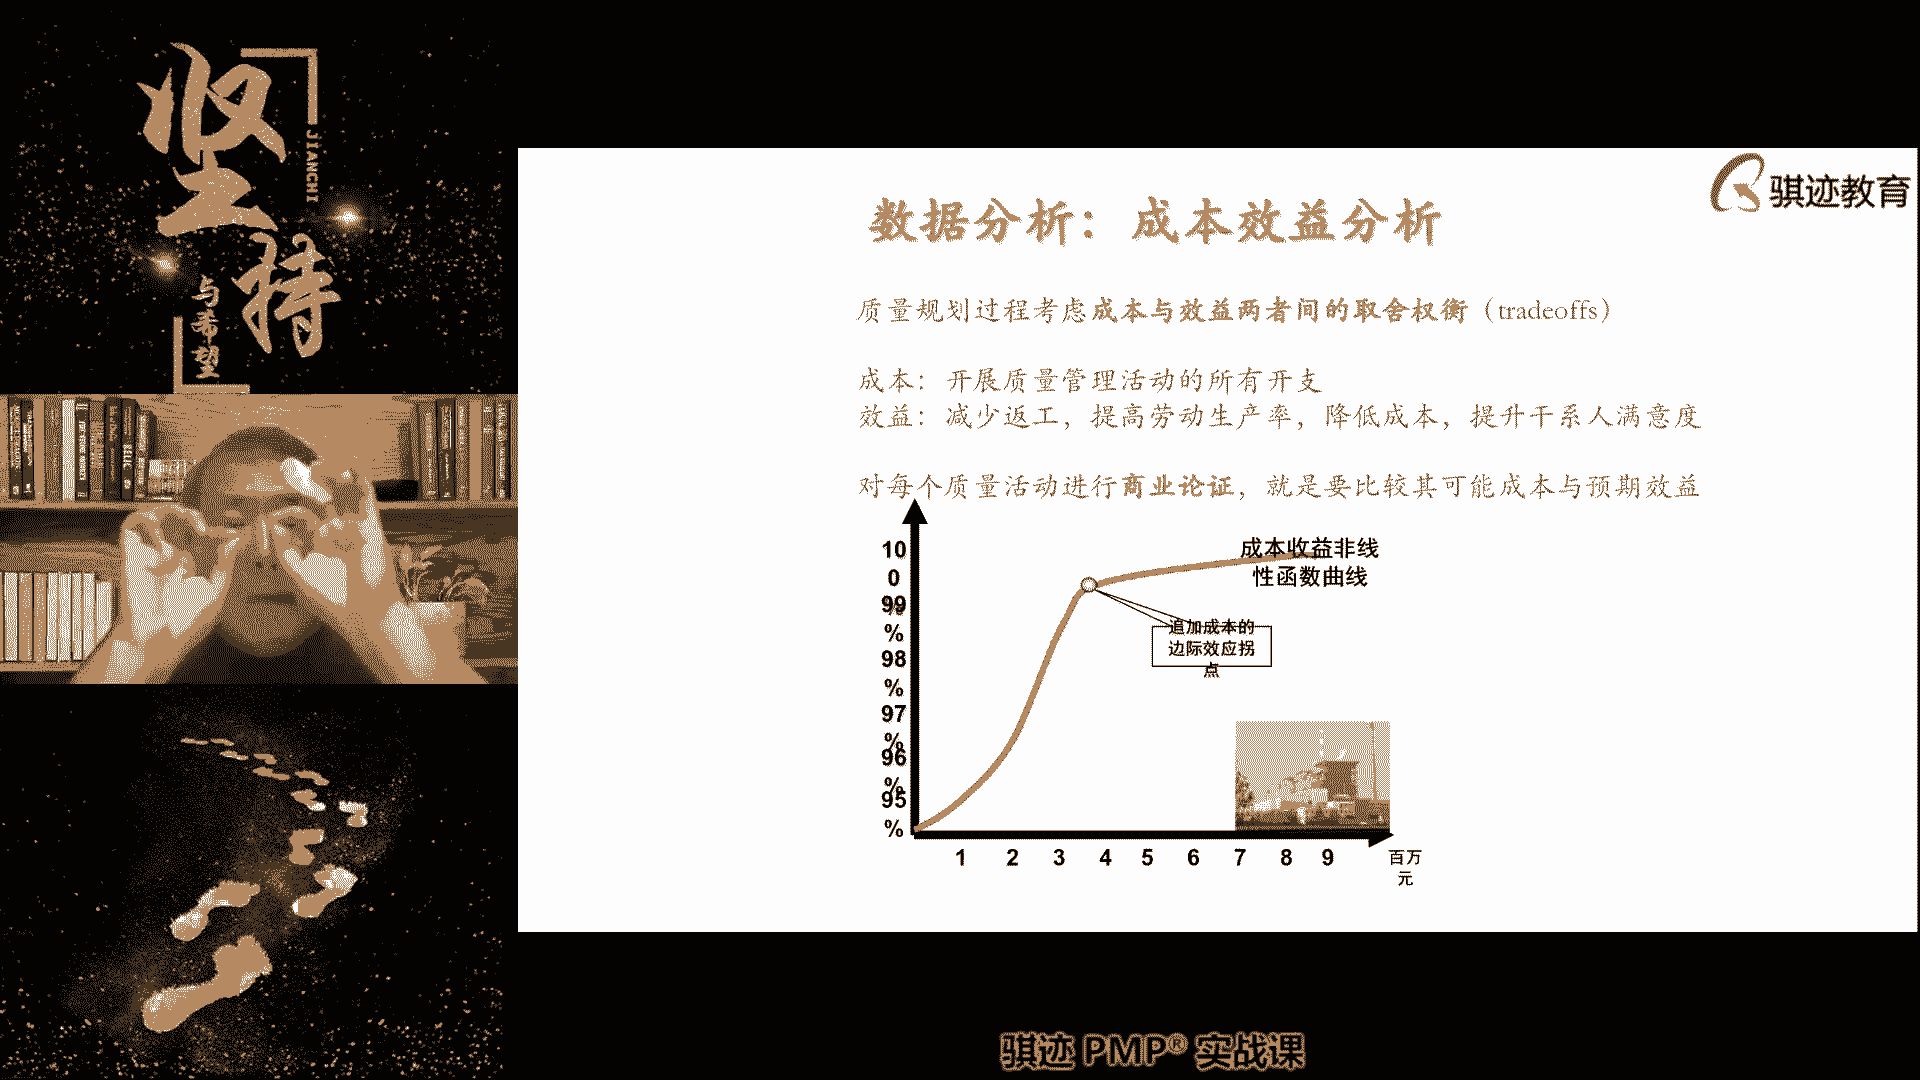 坚
持
JIANCHI
与希望
骐迹教育
数据分析：成本效益分析
质量规划过程考虑成本与效益两者间的取舍权衡（tradeoffs）
成本：开展质量管理活动的所有开支
效益：减少返工，提高劳动生产率，降低成本，提升干系人满意度
对每个质量活动进行商业论证，就是要比较其可能成本与预期效益
成本收益非线
性函数曲线
追加成本的
边际效应拐
点
10
0
%
99
%
98
%
97
%
96
%
95
%
1 2 3 4 5 6 7 8 9
百万
元
骐迹 PMP® 实战课